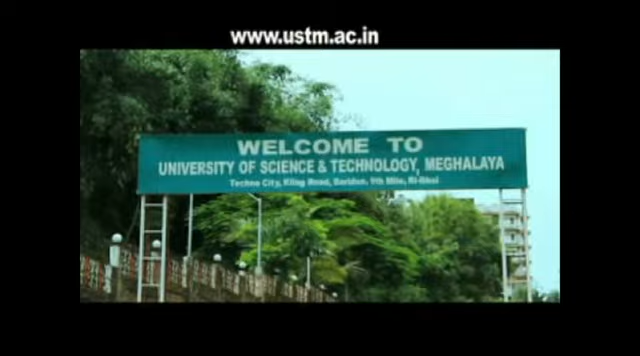 www.ustm.ac.in
WELCOME TO
UNIVERSITY OF SCIENCE & TECHNOLOGY, MEGHALAYA
Techno City, Kling Road, Baridua, 9th Mile, Ri-Bhoi